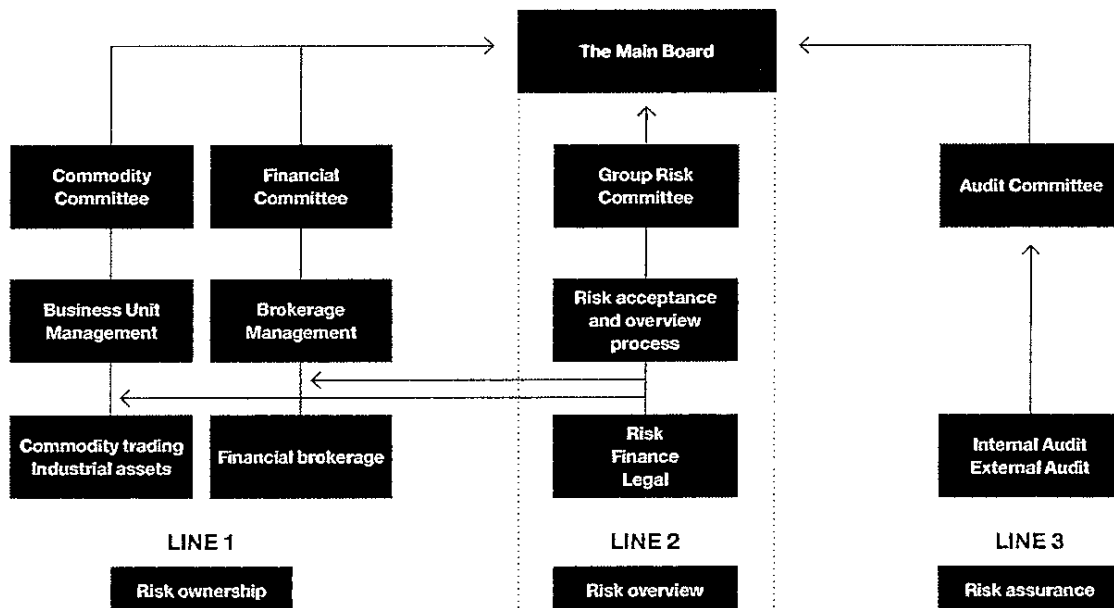 The Main Board
Commodity
Committee
Financial
Committee
Group Risk
Committee
Audit Committee
Business Unit
Management
Brokerage
Management
Risk acceptance
and overview
process
Commodity trading
Industrial assets
Financial brokerage
Risk
Finance
Legal
Internal Audit
External Audit
LINE 1
LINE 2
LINE 3
Risk ownership
Risk overview
Risk assurance